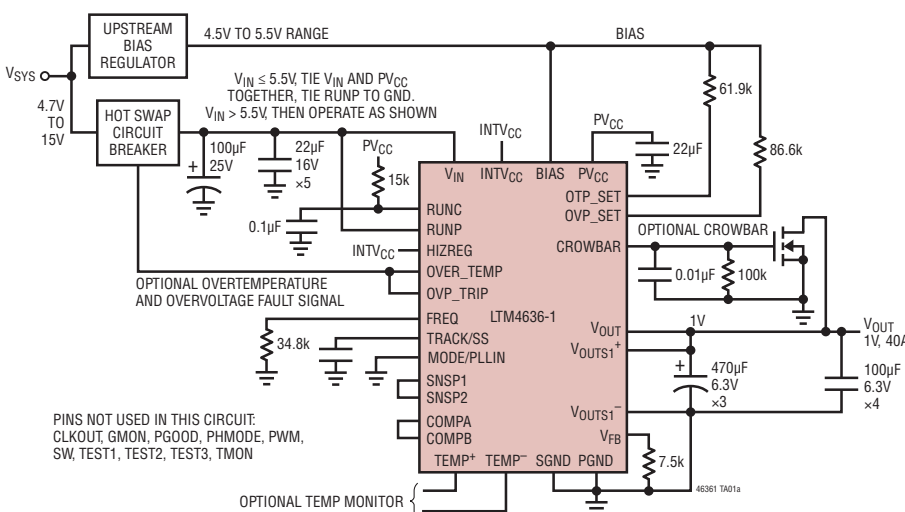 UPSTREAM
BIAS
REGULATOR
4.5V TO 5.5V RANGE
BIAS
VSYS
4.7V
TO
15V
HOT SWAP
CIRCUIT
BREAKER
VIN ≤ 5.5V, TIE VIN AND PVCC
TOGETHER, TIE RUNP TO GND.
VIN > 5.5V, THEN OPERATE AS SHOWN
+
100µF
25V
22µF
16V
×5
PVCC
15k
0.1µF
INTVCC
PVCC
22µF
61.9k
86.6k
VIN INTVCC BIAS PVCC
OTP_SET
OVP_SET
RUNC
RUNP
INTVCC
HIZREG
OVER_TEMP
OVP_TRIP
OPTIONAL OVERTEMPERATURE
AND OVERVOLTAGE FAULT SIGNAL
CROWBAR
OPTIONAL CROWBAR
0.01µF
100k
FREQ
LTM4636-1
34.8k
TRACK/SS
MODE/PLLIN
SNSP1
SNSP2
COMPA
COMPB
VOUT
1V
VOUTS1+
VOUT
1V, 40A
+
470µF
6.3V
×3
100µF
6.3V
×4
VOUTS1–
VFB
7.5k
TEMP+ TEMP– SGND PGND
PINS NOT USED IN THIS CIRCUIT:
CLKOUT, GMON, PGOOD, PHMODE, PWM,
SW, TEST1, TEST2, TEST3, TMON
OPTIONAL TEMP MONITOR
46361 TA01a